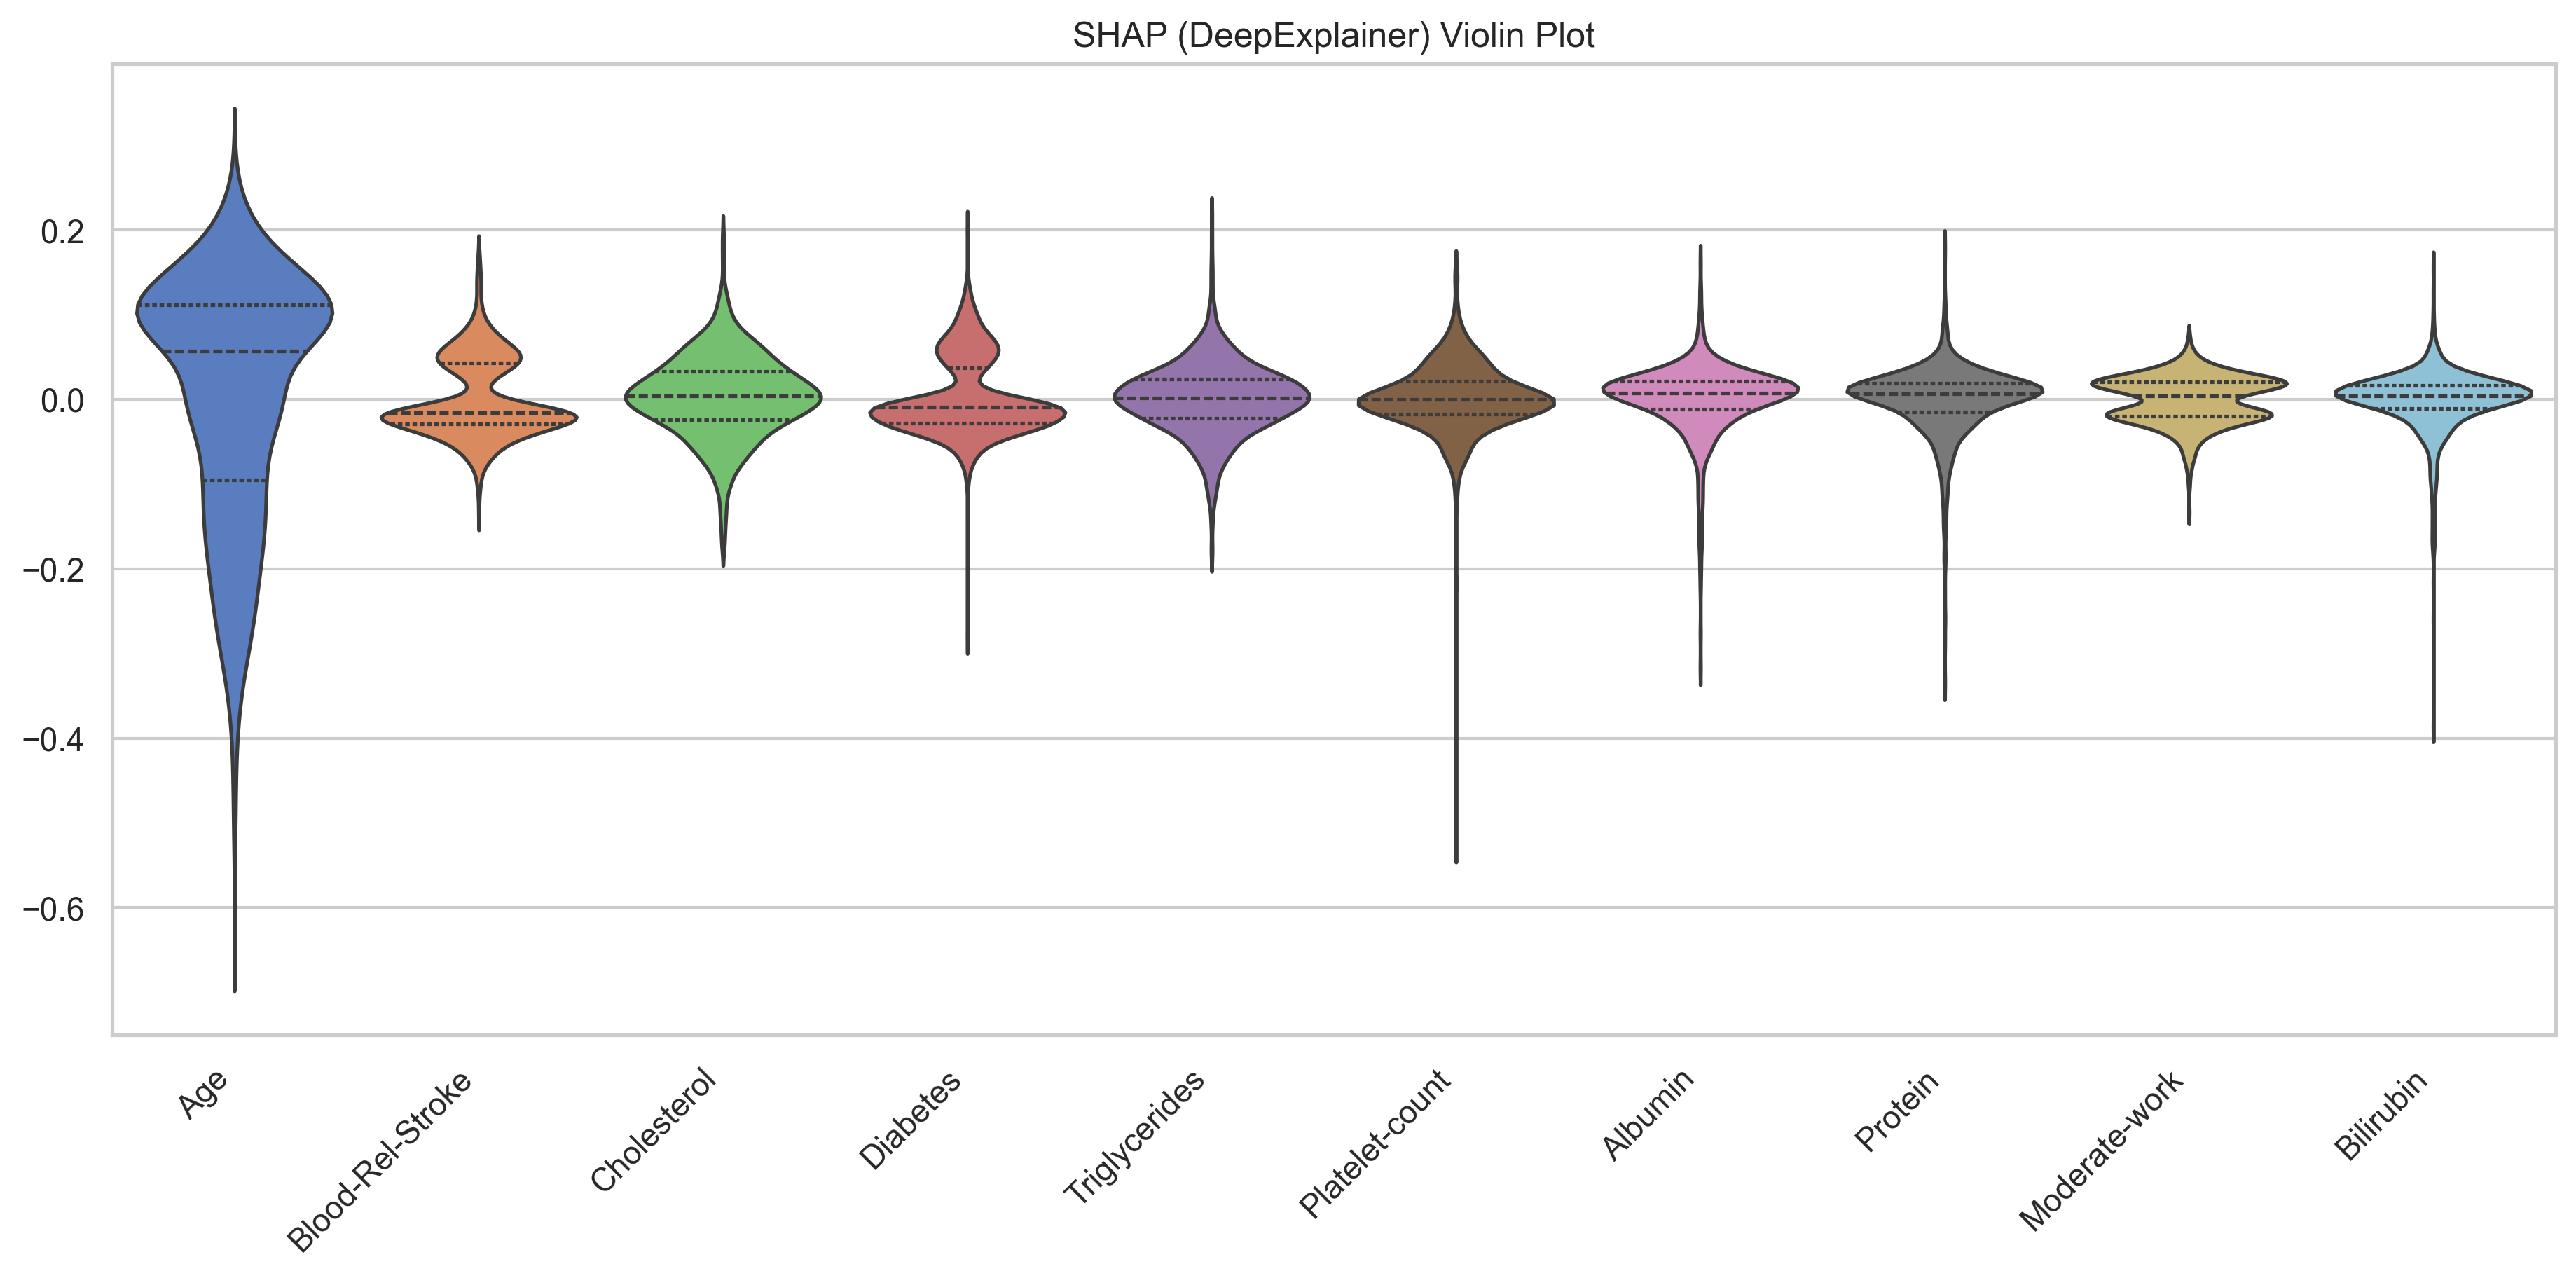 SHAP (DeepExplainer) Violin Plot
0.2
0.0
−0.2
−0.4
−0.6
Age
Blood-Rel-Stroke
Cholesterol
Diabetes
Triglycerides
Platelet-count
Albumin
Protein
Moderate-work
Bilirubin